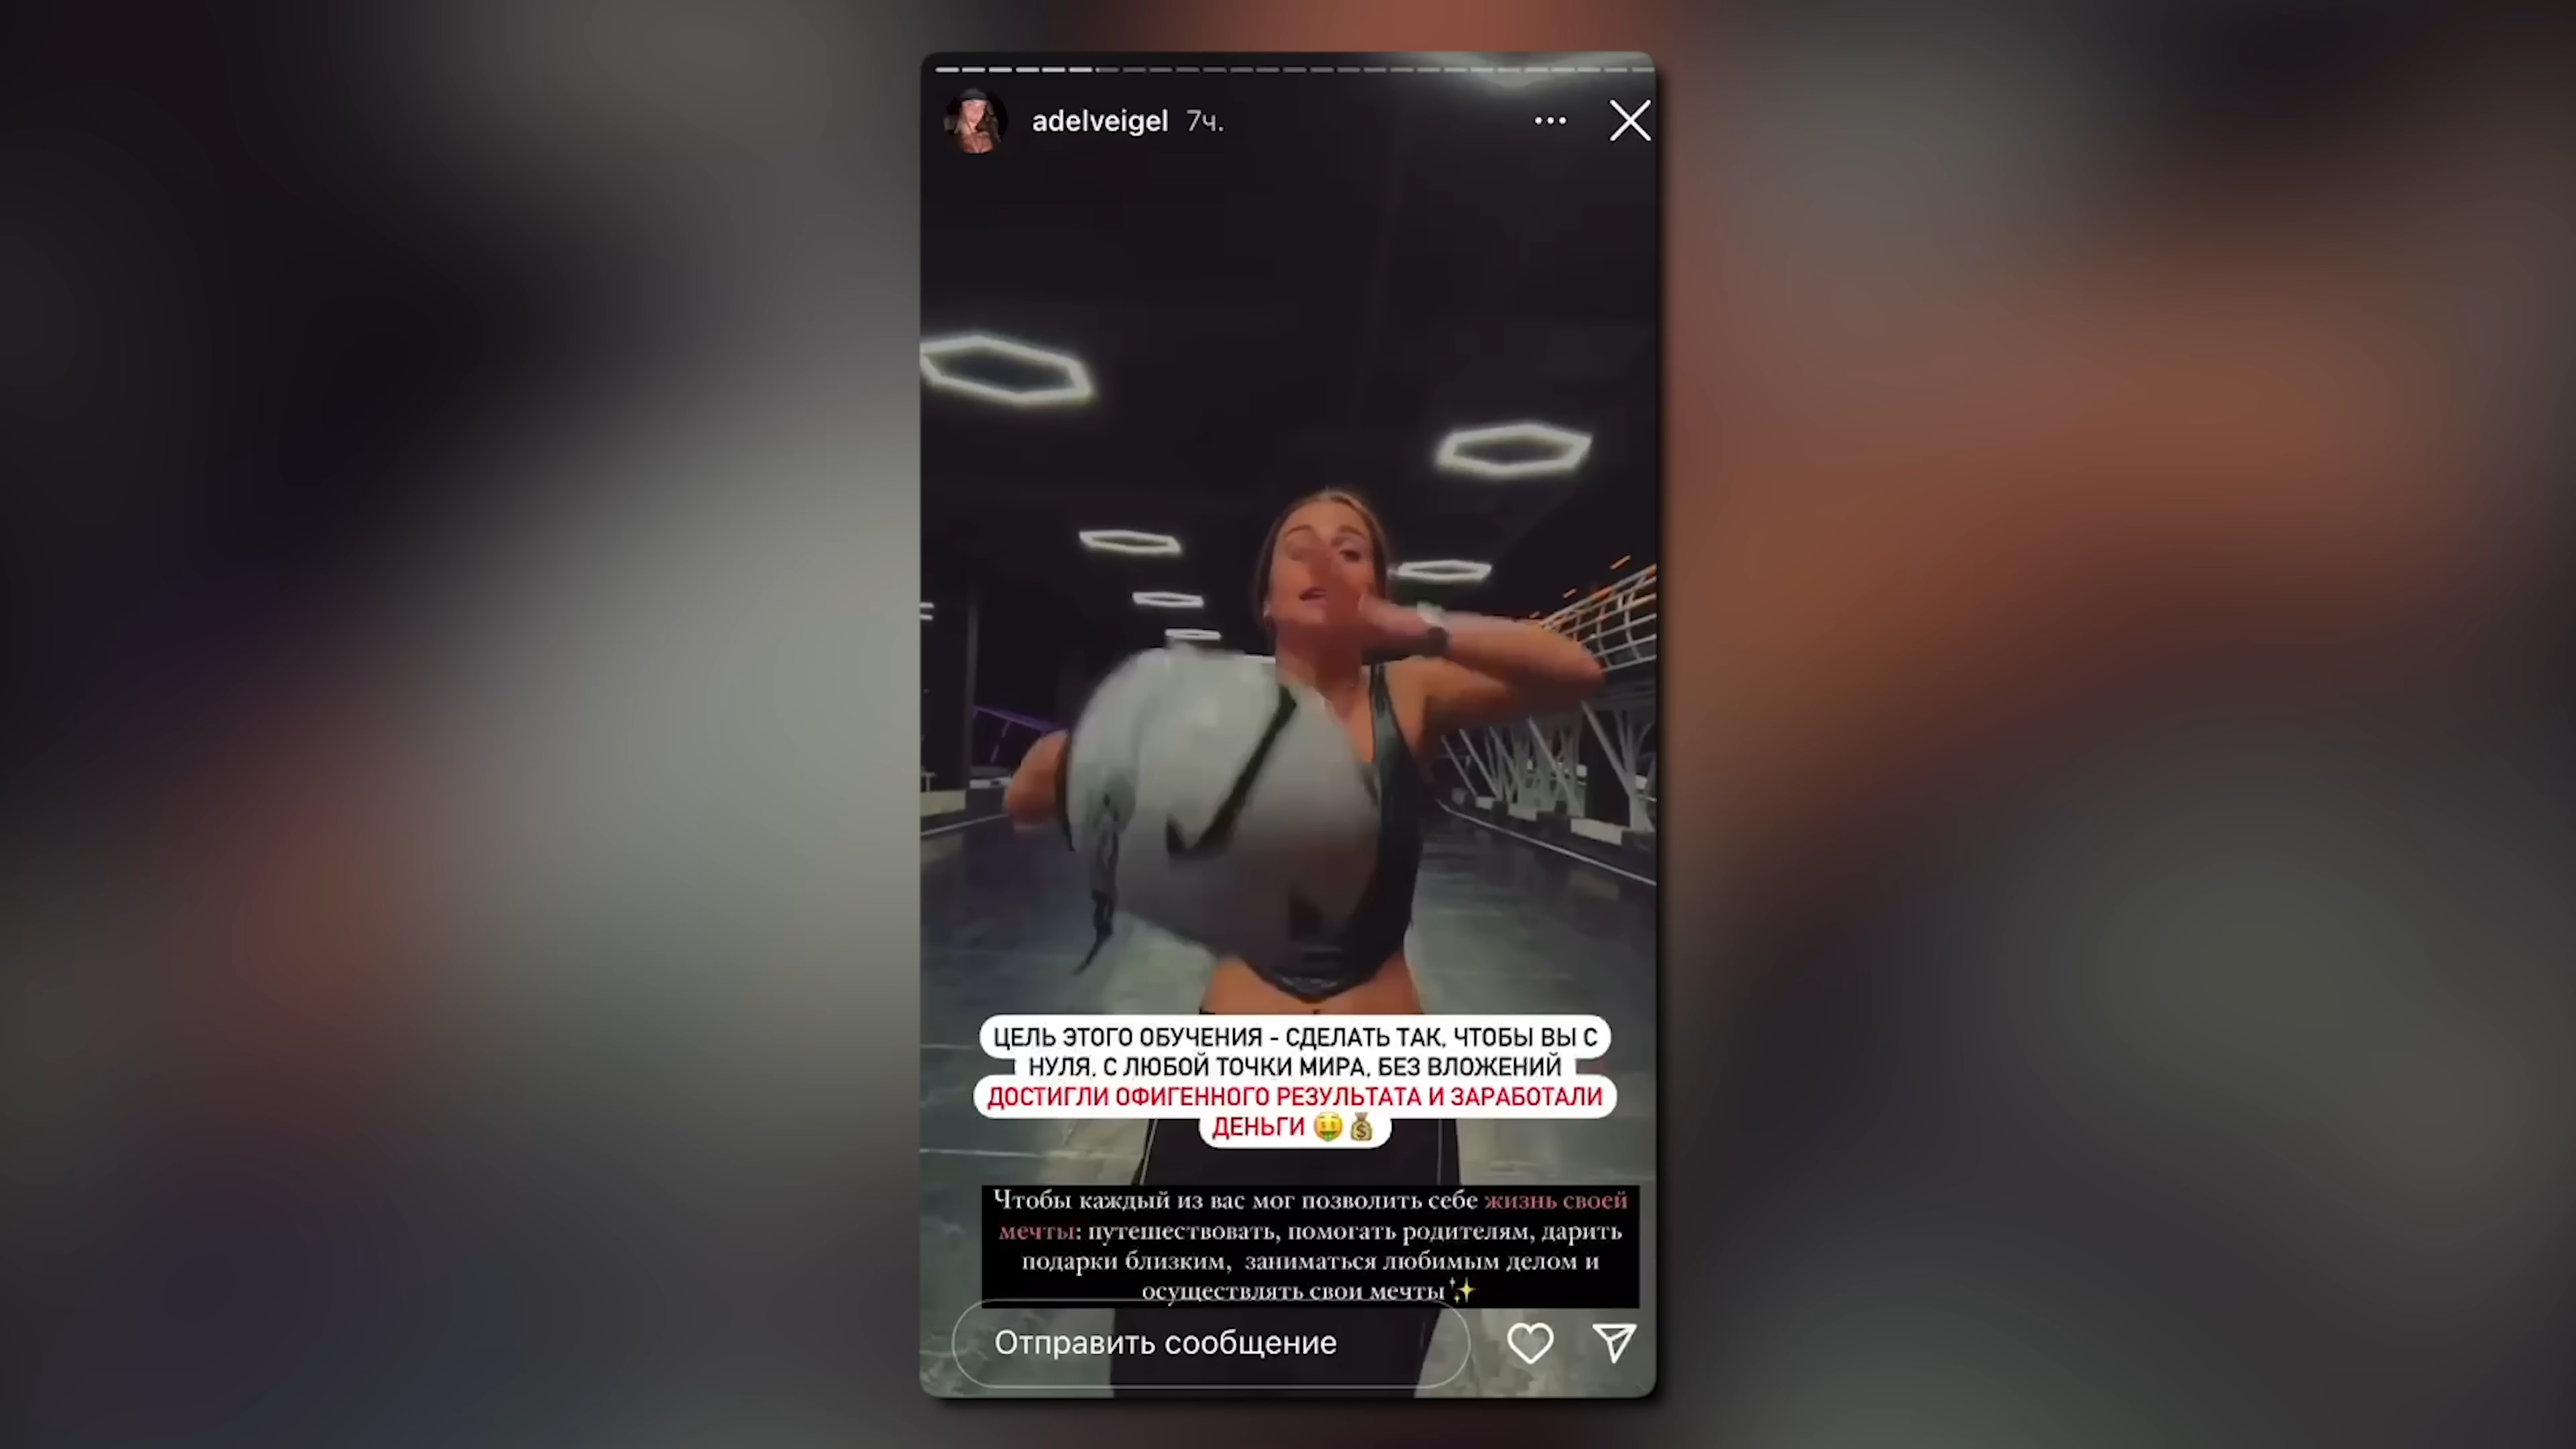 adelveigel 7ч.
ЦЕЛЬ ЭТОГО ОБУЧЕНИЯ - СДЕЛАТЬ ТАК, ЧТОБЫ ВЫ С
НУЛЯ, С ЛЮБОЙ ТОЧКИ МИРА, БЕЗ ВЛОЖЕНИЙ
ДОСТИГЛИ ОФИГЕННОГО РЕЗУЛЬТАТА И ЗАРАБОТАЛИ
ДЕНЬГИ 🤑💰
Чтобы каждый из вас мог позволить себе жизнь своей
мечты: путешествовать, помогать родителям, дарить
подарки близким, заниматься любимым делом и
осуществлять свои мечты✨
Отправить сообщение